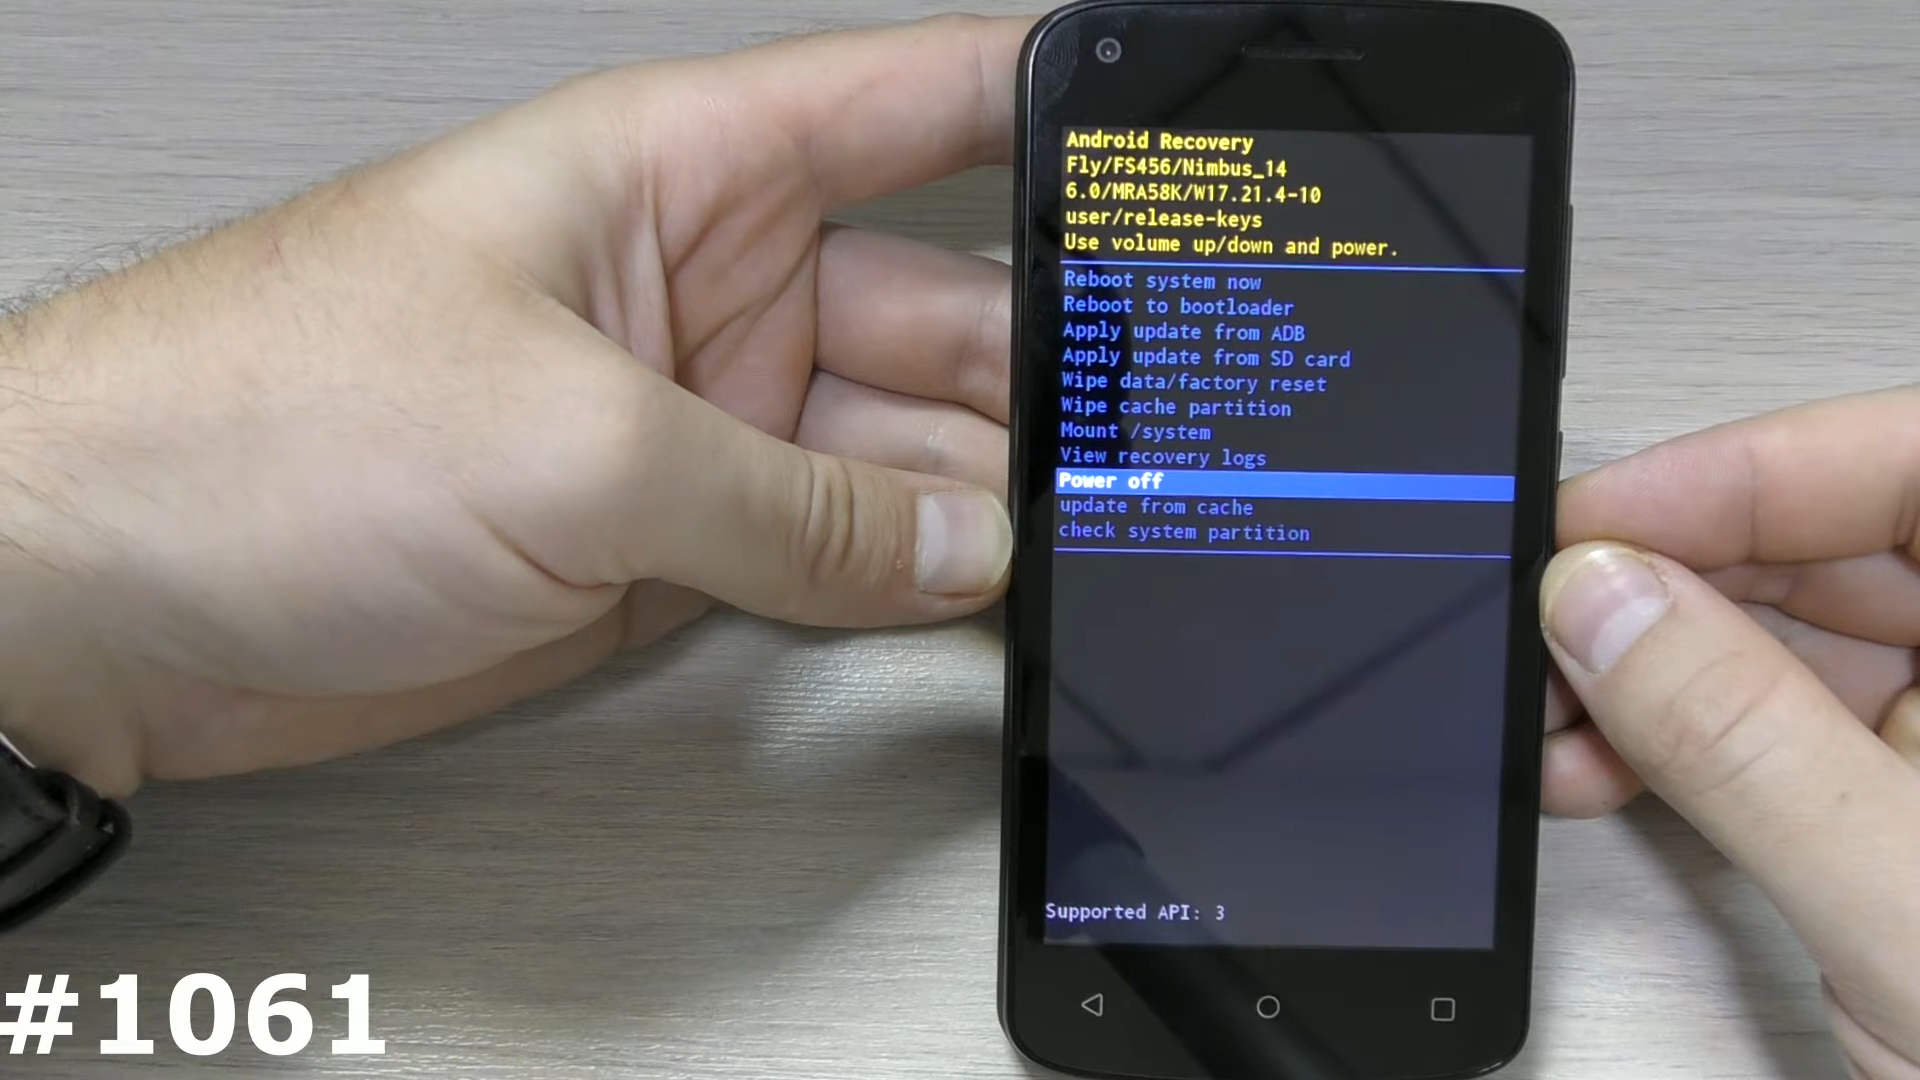 Android Recovery
Fly/FS456/Nimbus_14
6.0/MRA58K/W17.21.4-10
user/release-keys
Use volume up/down and power.
Reboot system now
Reboot to bootloader
Apply update from ADB
Apply update from SD card
Wipe data/factory reset
Wipe cache partition
Mount /system
View recovery logs
Power off
update from cache
check system partition
Supported API: 3
#1061